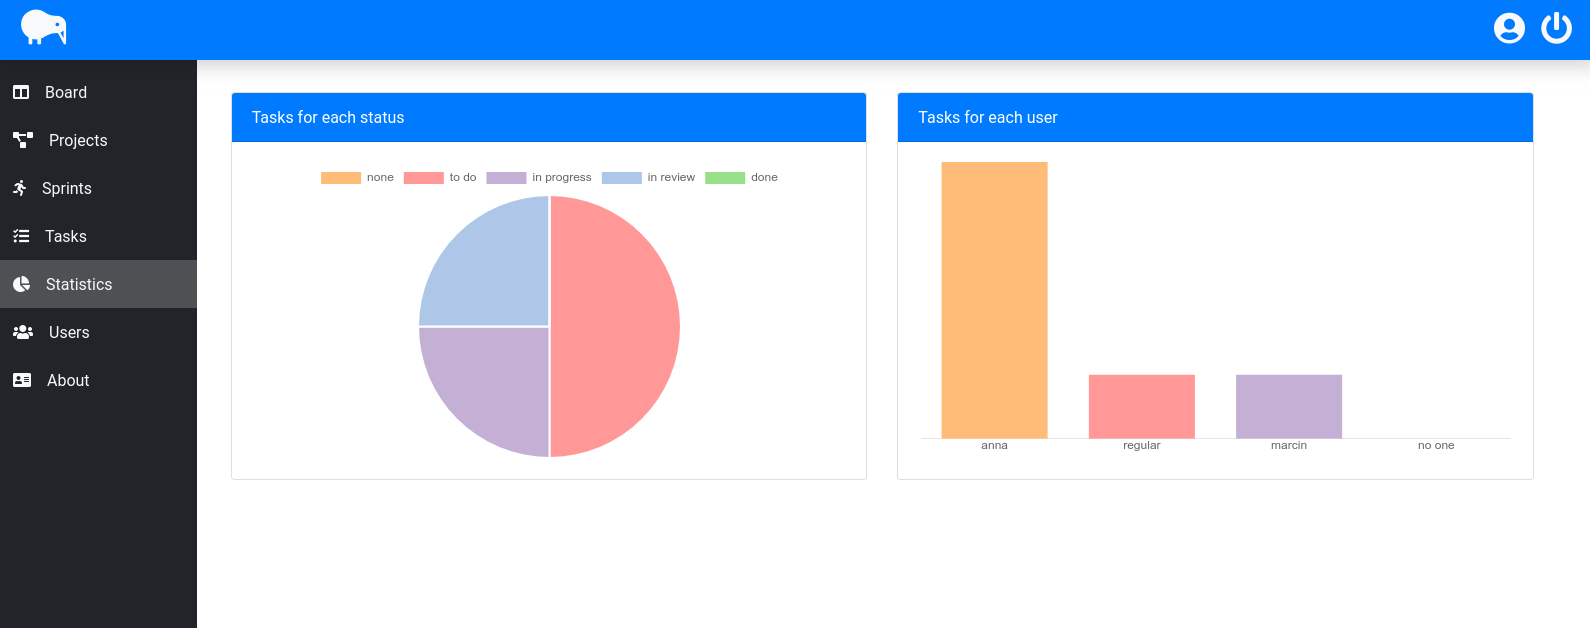 Board
Projects
Sprints
Tasks
Statistics
Users
About
Tasks for each status
none to do in progress in review done
Tasks for each user
anna regular marcin no one